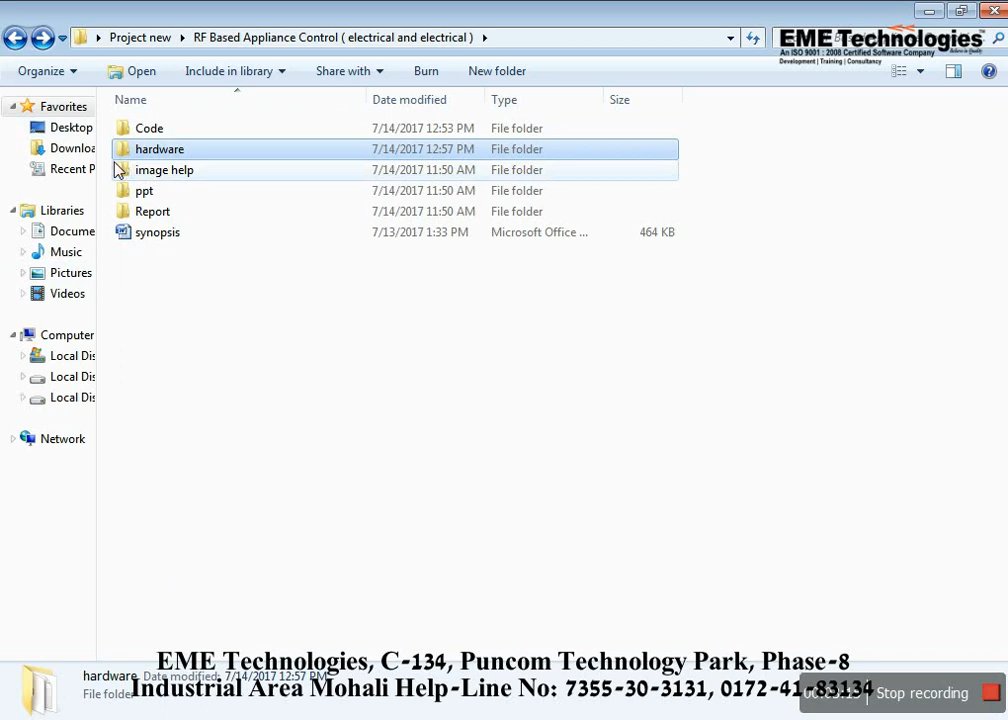 Project new RF Based Appliance Control ( electrical and electrical )
EME Technologies
An ISO 9001 : 2008 Certified Software Company
Development | Training | Consultancy
Organize Open Include in library Share with Burn New folder
Name Date modified Type Size
Favorites
Desktop
Downloa
Recent P
Libraries
Docume
Music
Pictures
Videos
Computer
Local Dis
Local Dis
Local Dis
Network
Code 7/14/2017 12:53 PM File folder
hardware 7/14/2017 12:57 PM File folder
image help 7/14/2017 11:50 AM File folder
ppt 7/14/2017 11:50 AM File folder
Report 7/14/2017 11:50 AM File folder
synopsis 7/13/2017 1:33 PM Microsoft Office ... 464 KB
EME Technologies, C-134, Puncom Technology Park, Phase-8
hardware Date modified: 7/14/2017 12:57 PM
File folder
Industrial Area Mohali Help-Line No: 7355-30-3131, 0172-41-83134
Stop recording